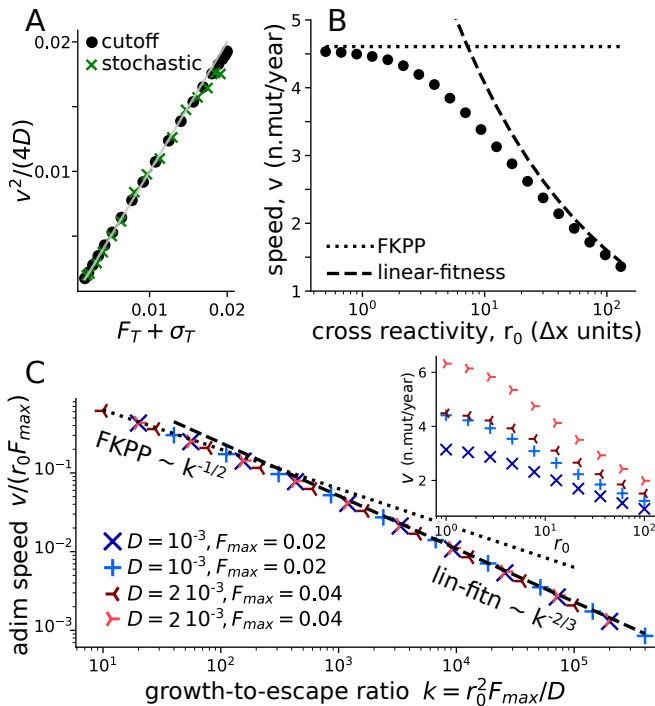 A
0.02
cutoff
stochastic
v²/(4D)
0.01
0.01
0.02
F_T + σ_T
B
5
4
3
2
1
speed, v (n.mut/year)
FKPP
linear-fitness
10⁰
10¹
10²
cross reactivity, r₀ (Δx units)
C
adim speed v/(r₀F_max)
10⁻¹
10⁻²
10⁻³
FKPP ~ k^-1/2
lin-fitn ~ k^-2/3
D = 10⁻³, F_max = 0.02
D = 10⁻³, F_max = 0.02
D = 2 10⁻³, F_max = 0.04
D = 2 10⁻³, F_max = 0.04
10¹
10²
10³
10⁴
10⁵
growth-to-escape ratio k = r₀²F_max/D
v (n.mut/year)
6
4
2
10⁰
10¹
10²
r₀